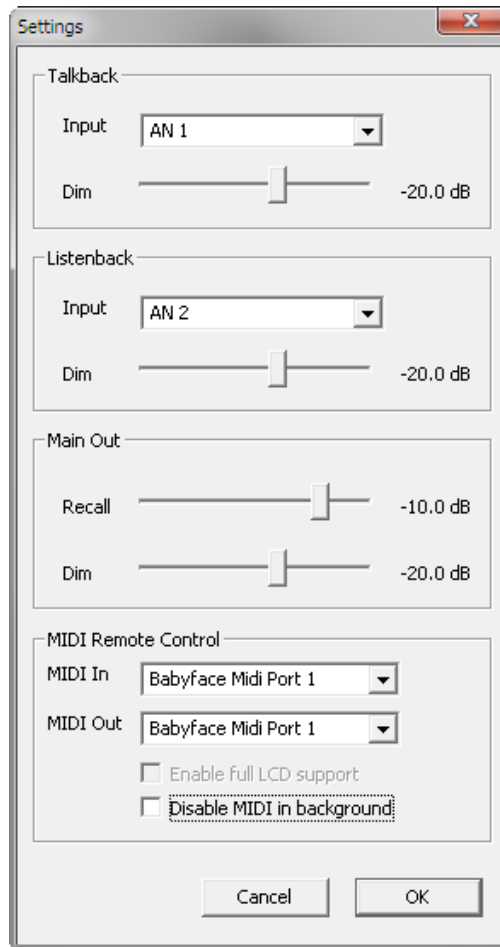 Settings
Talkback
Input AN 1
Dim -20.0 dB
Listenback
Input AN 2
Dim -20.0 dB
Main Out
Recall -10.0 dB
Dim -20.0 dB
MIDI Remote Control
MIDI In Babyface Midi Port 1
MIDI Out Babyface Midi Port 1
Enable full LCD support
Disable MIDI in background
Cancel OK